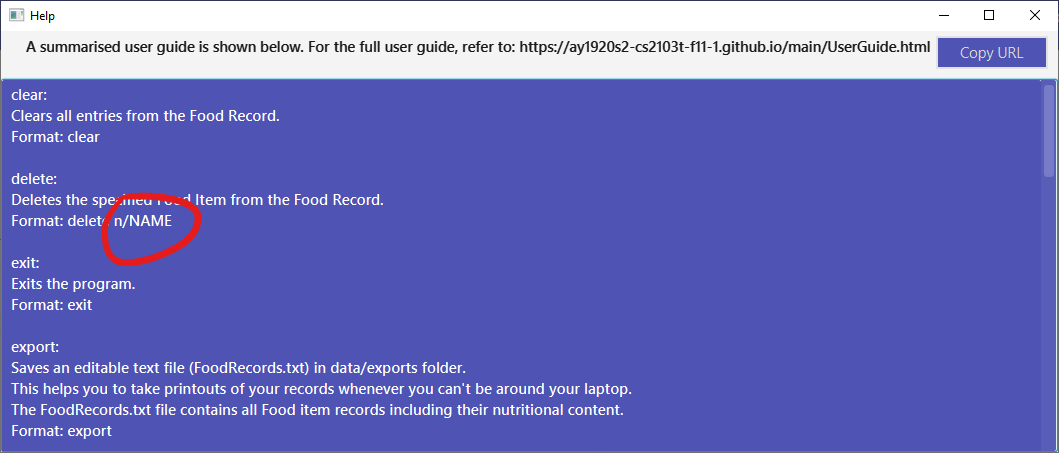 Help
A summarised user guide is shown below. For the full user guide, refer to: https://ay1920s2-cs2103t-f11-1.github.io/main/UserGuide.html
Copy URL
clear:
Clears all entries from the Food Record.
Format: clear
delete:
Deletes the specified Food Item from the Food Record.
Format: delete n/NAME
exit:
Exits the program.
Format: exit
export:
Saves an editable text file (FoodRecords.txt) in data/exports folder.
This helps you to take printouts of your records whenever you can't be around your laptop.
The FoodRecords.txt file contains all Food item records including their nutritional content.
Format: export